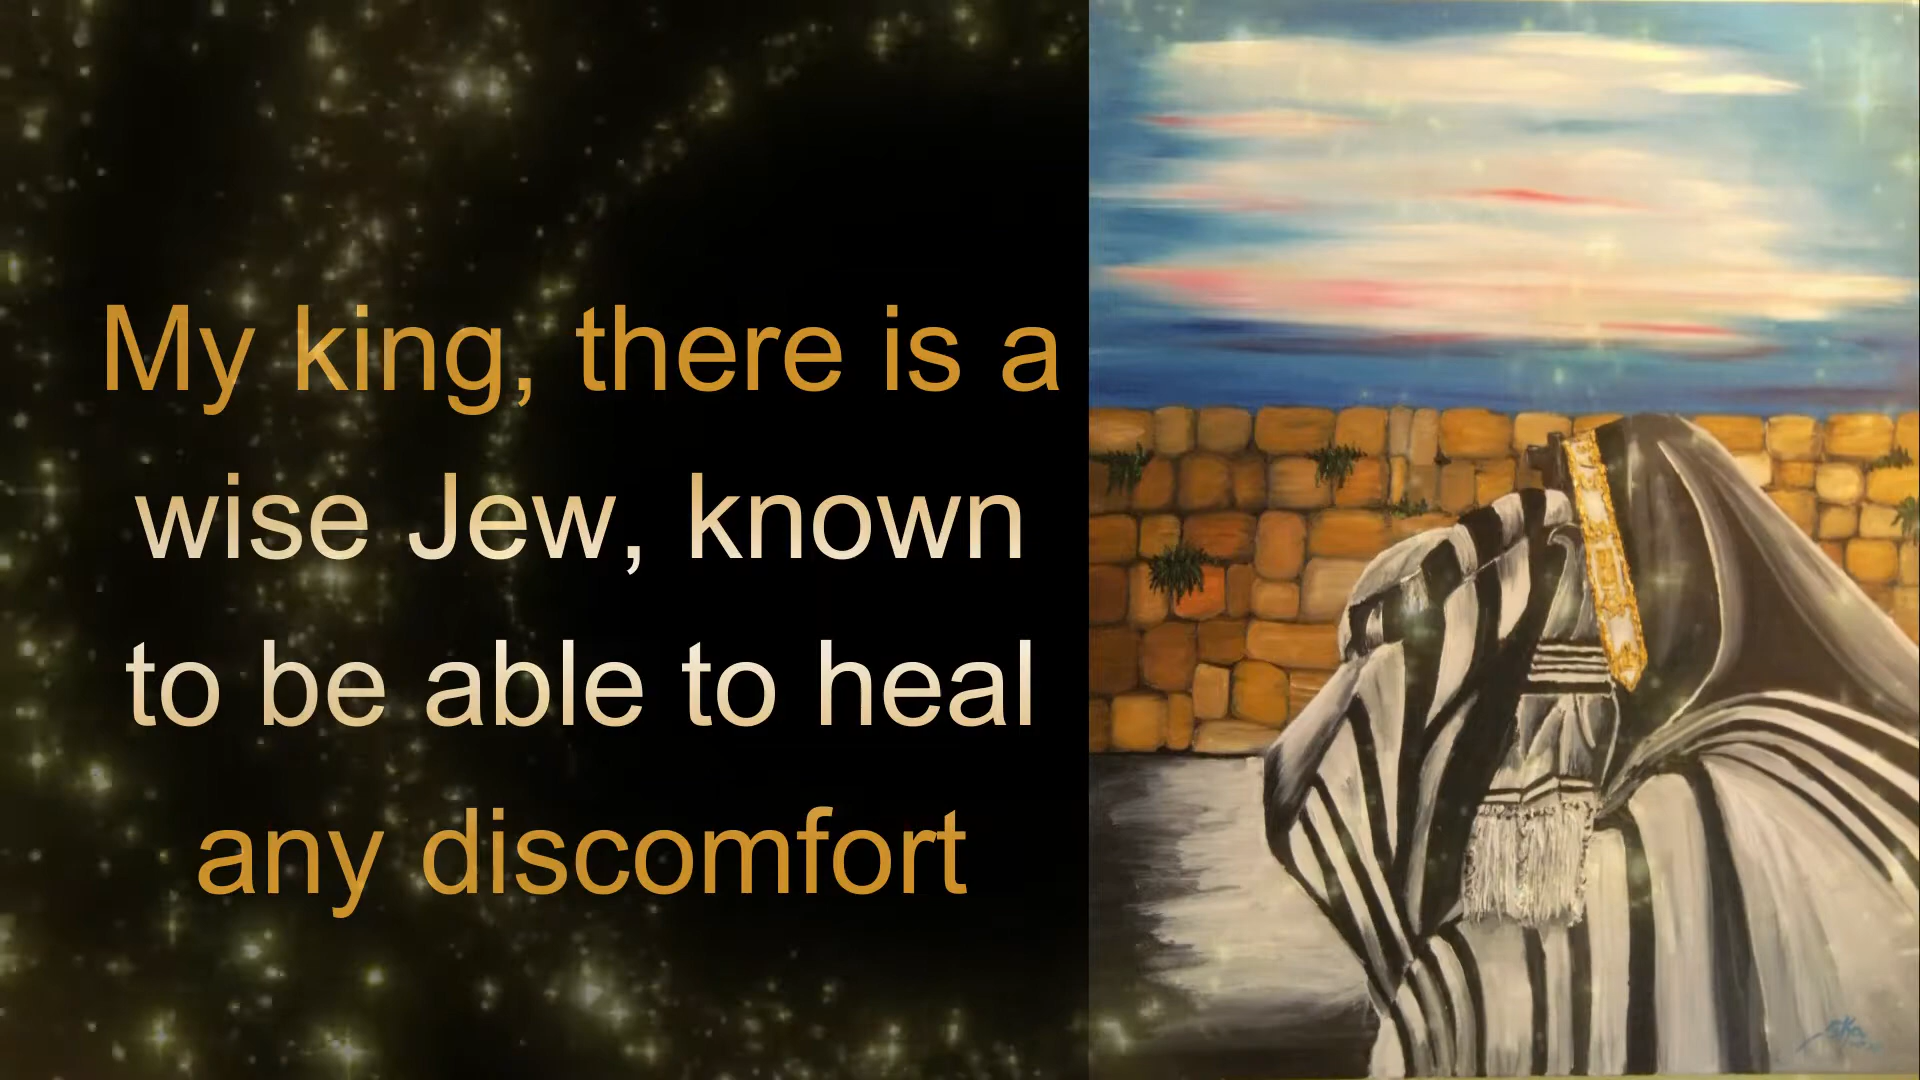 My king, there is a
wise Jew, known
to be able to heal
any discomfort